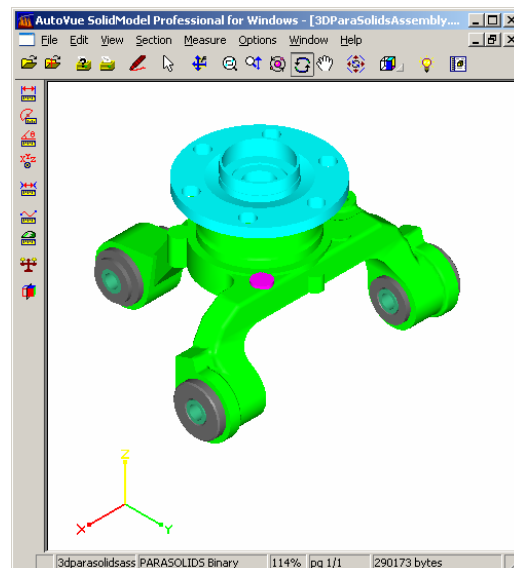 AutoVue SolidModel Professional for Windows - [3DParaSolidsAssembly....
File Edit View Section Measure Options Window Help
Z
X Y
3dparasolidsass PARASOLIDS Binary 114% pg 1/1 290173 bytes